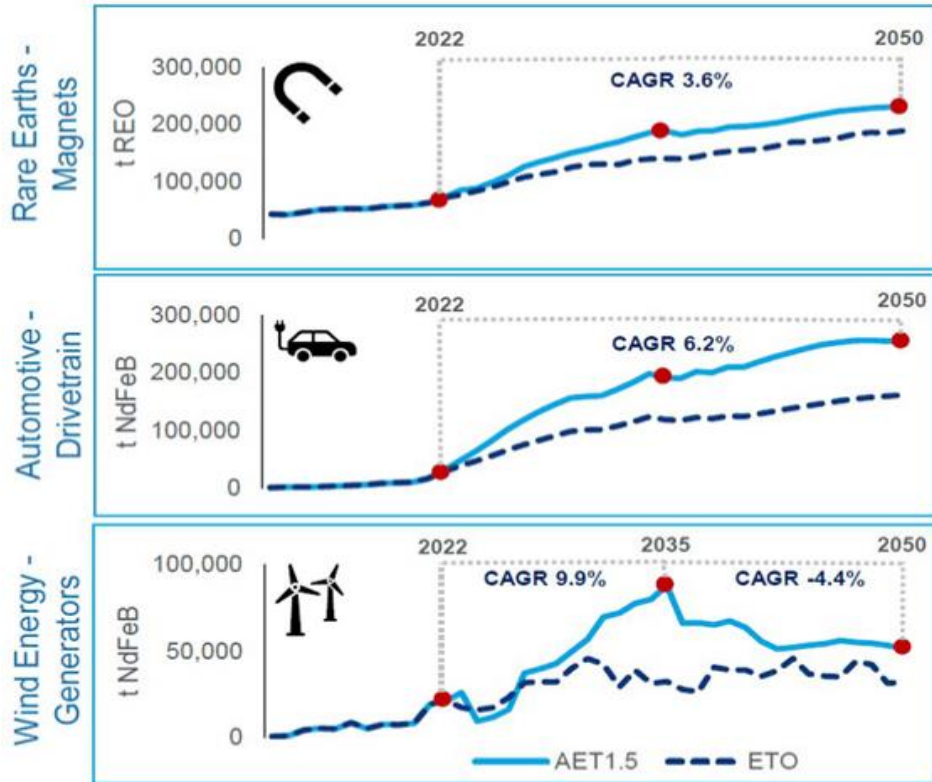 Rare Earths -
Magnets
t REO
300,000
200,000
100,000
0
2022
2050
CAGR 3.6%
Automotive -
Drivetrain
t NdFeB
300,000
200,000
100,000
0
2022
2050
CAGR 6.2%
Wind Energy -
Generators
t NdFeB
100,000
50,000
0
2022
2035
2050
CAGR 9.9%
CAGR -4.4%
AET1.5
ETO